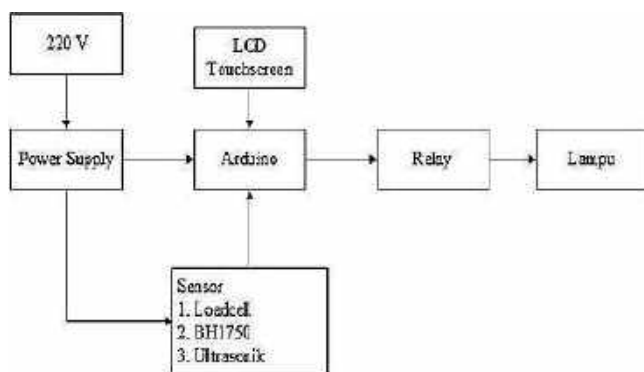 220 V
LCD
Touchscreen
Power Supply
Arduino
Relay
Lampu
Sensor
1. Loadcell
2. BH1750
3. Ultrasonik